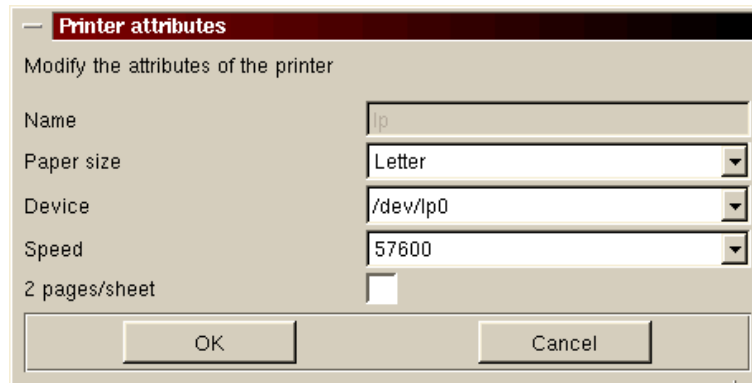 Printer attributes
Modify the attributes of the printer
Name lp
Paper size Letter
Device /dev/lp0
Speed 57600
2 pages/sheet
OK Cancel